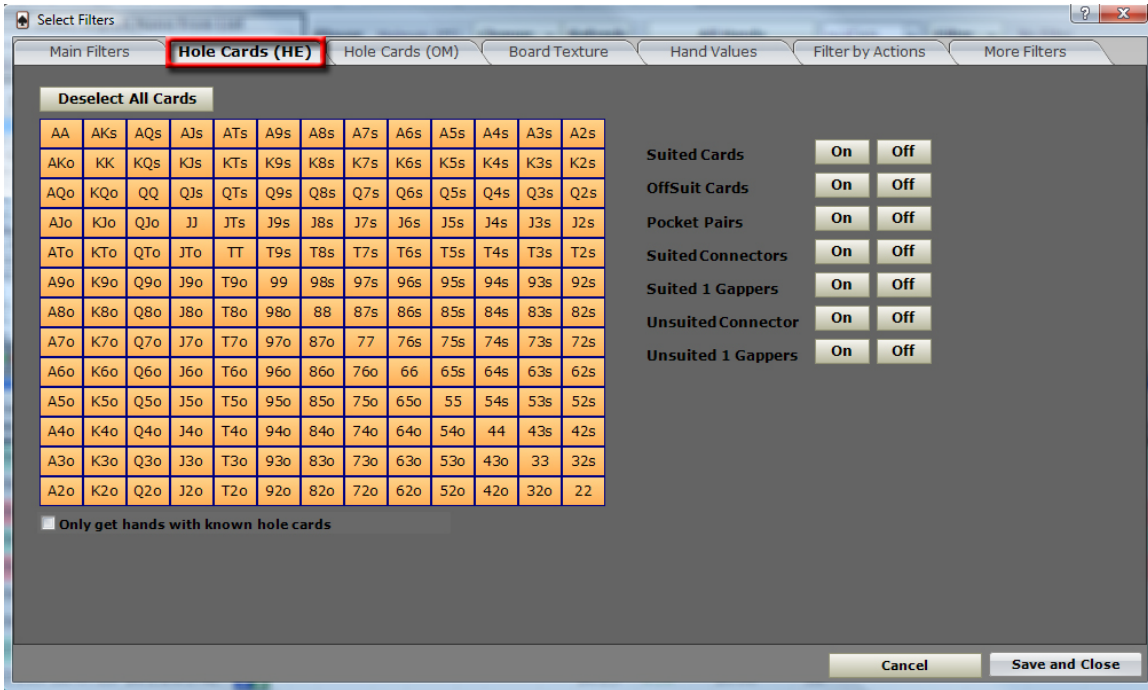 Select Filters
? X
Main Filters Hole Cards (HE) Hole Cards (OM) Board Texture Hand Values Filter by Actions More Filters
Deselect All Cards
AA AKs AQs AJs ATs A9s A8s A7s A6s A5s A4s A3s A2s
AKo KK KQs KJs KTs K9s K8s K7s K6s K5s K4s K3s K2s
AQo KQo QQ QJs QTs Q9s Q8s Q7s Q6s Q5s Q4s Q3s Q2s
AJo KJo QJo JJ JTs J9s J8s J7s J6s J5s J4s J3s J2s
ATo KTo QTo JTo TT T9s T8s T7s T6s T5s T4s T3s T2s
A9o K9o Q9o J9o T9o 99 98s 97s 96s 95s 94s 93s 92s
A8o K8o Q8o J8o T8o 98o 88 87s 86s 85s 84s 83s 82s
A7o K7o Q7o J7o T7o 97o 87o 77 76s 75s 74s 73s 72s
A6o K6o Q6o J6o T6o 96o 86o 76o 66 65s 64s 63s 62s
A5o K5o Q5o J5o T5o 95o 85o 75o 65o 55 54s 53s 52s
A4o K4o Q4o J4o T4o 94o 84o 74o 64o 54o 44 43s 42s
A3o K3o Q3o J3o T3o 93o 83o 73o 63o 53o 43o 33 32s
A2o K2o Q2o J2o T2o 92o 82o 72o 62o 52o 42o 32o 22
Only get hands with known hole cards
Suited Cards On Off
OffSuit Cards On Off
Pocket Pairs On Off
Suited Connectors On Off
Suited 1 Gappers On Off
Unsuited Connector On Off
Unsuited 1 Gappers On Off
Cancel Save and Close